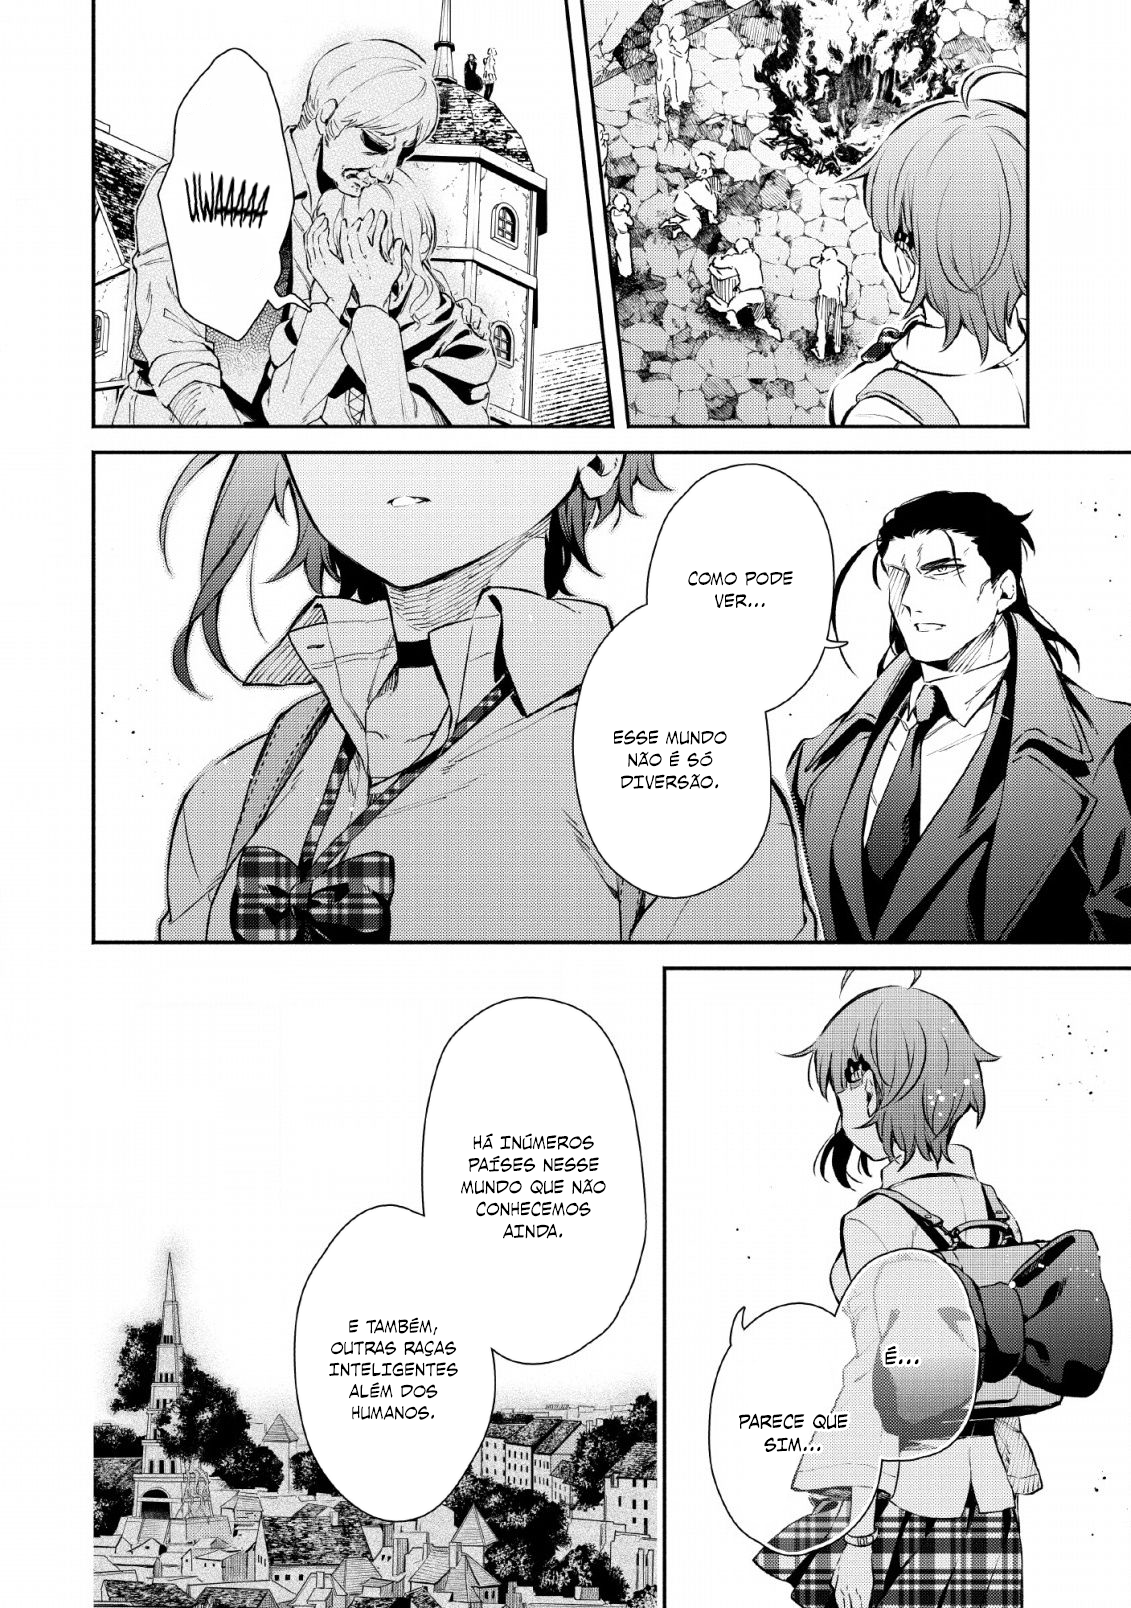 UWAAAAA
COMO PODE
VER...
ESSE MUNDO
NÃO É SÓ
DIVERSÃO.
É...
PARECE QUE
SIM...
HÁ INÚMEROS
PAÍSES NESSE
MUNDO QUE NÃO
CONHECEMOS
AINDA.
E TAMBÉM,
OUTRAS RAÇAS
INTELIGENTES
ALÉM DOS
HUMANOS.